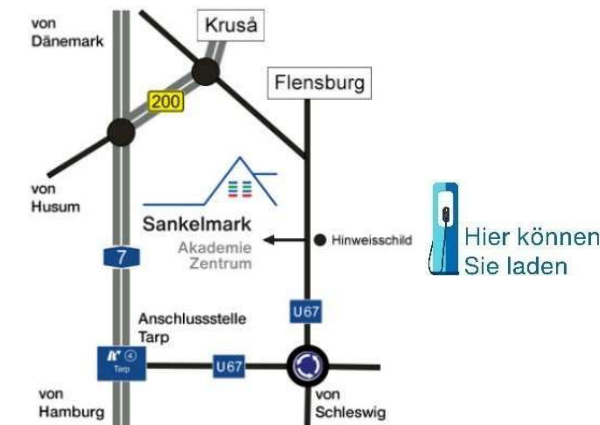 von
Dänemark
Kruså
Flensburg
200
von
Husum
Sankelmark
Akademie
Zentrum
Hinweisschild
Hier können
Sie laden
7
U67
Anschlussstelle
Tarp
4
Tarp
U67
von
Hamburg
von
Schleswig